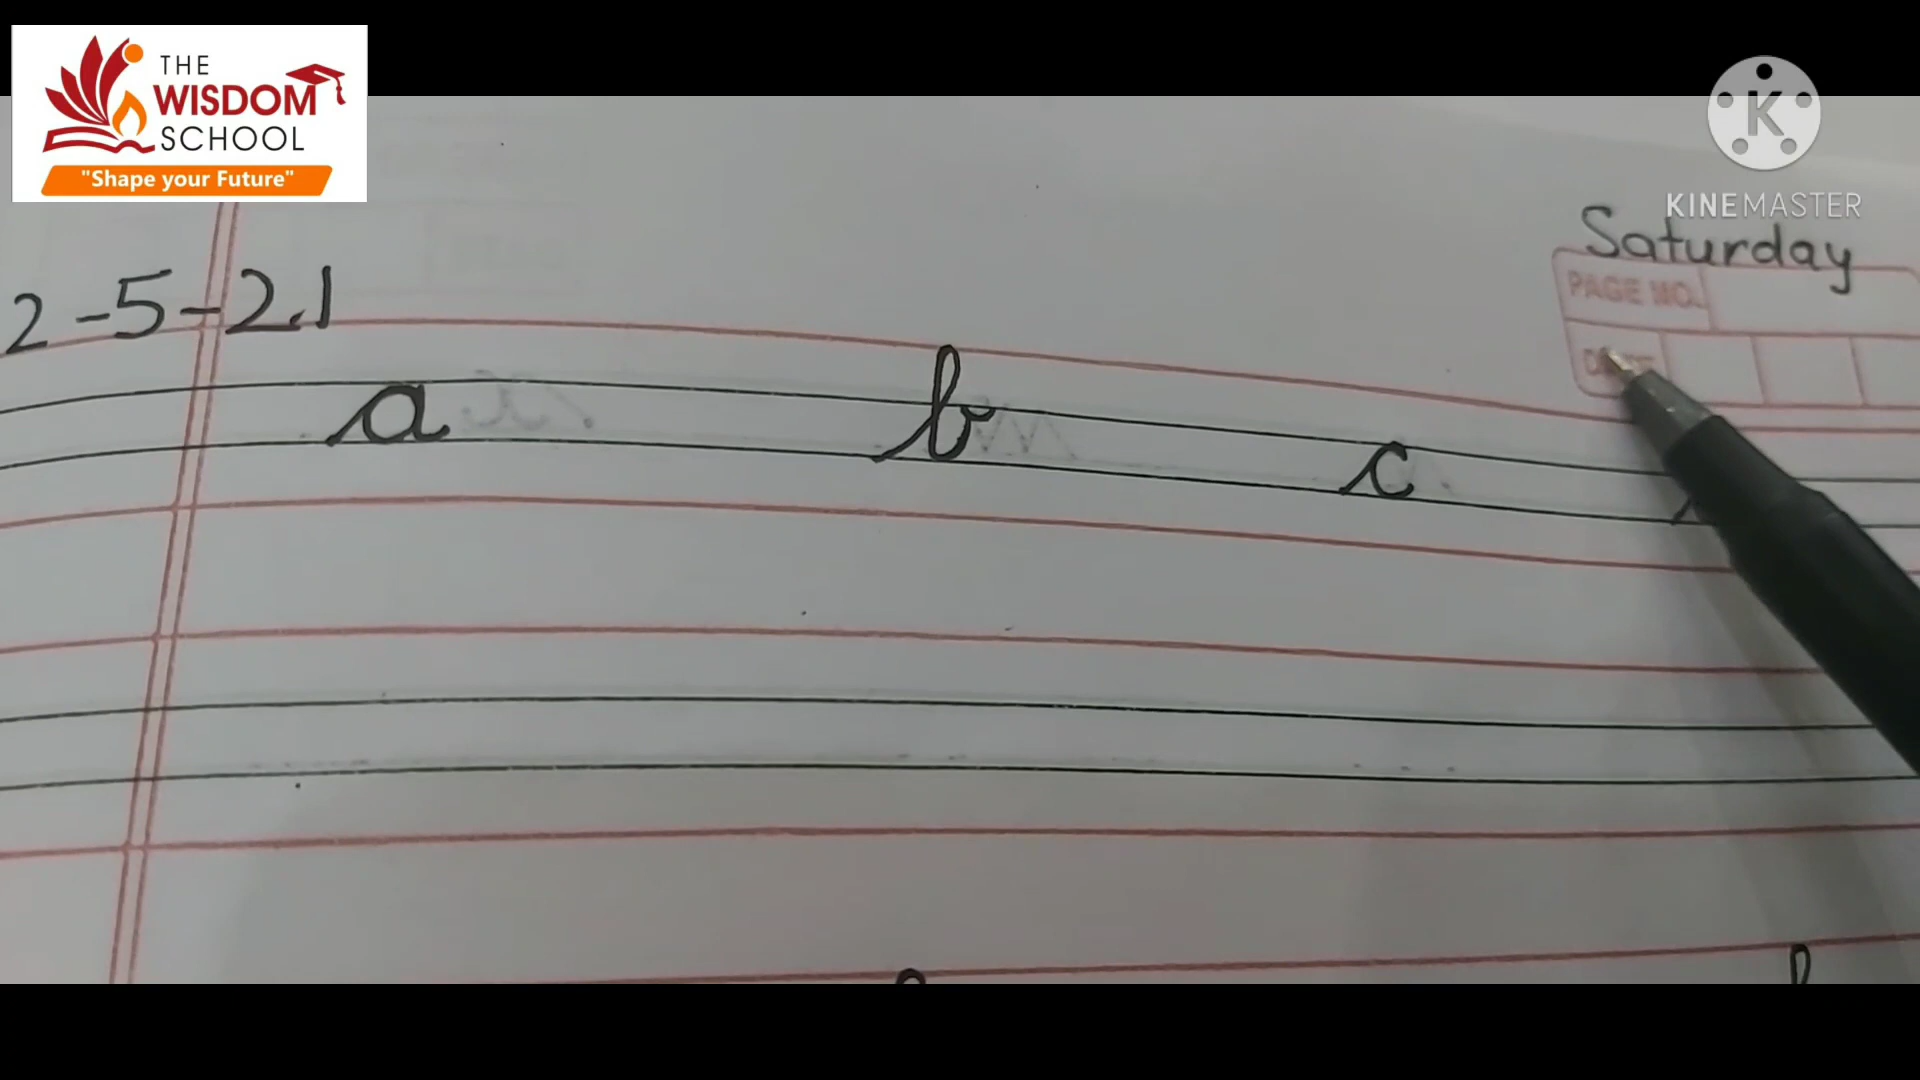 THE
WISDOM
SCHOOL
"Shape your Future"
K
KINEMASTER
Saturday
PAGE NO.
2-5-21
a b c